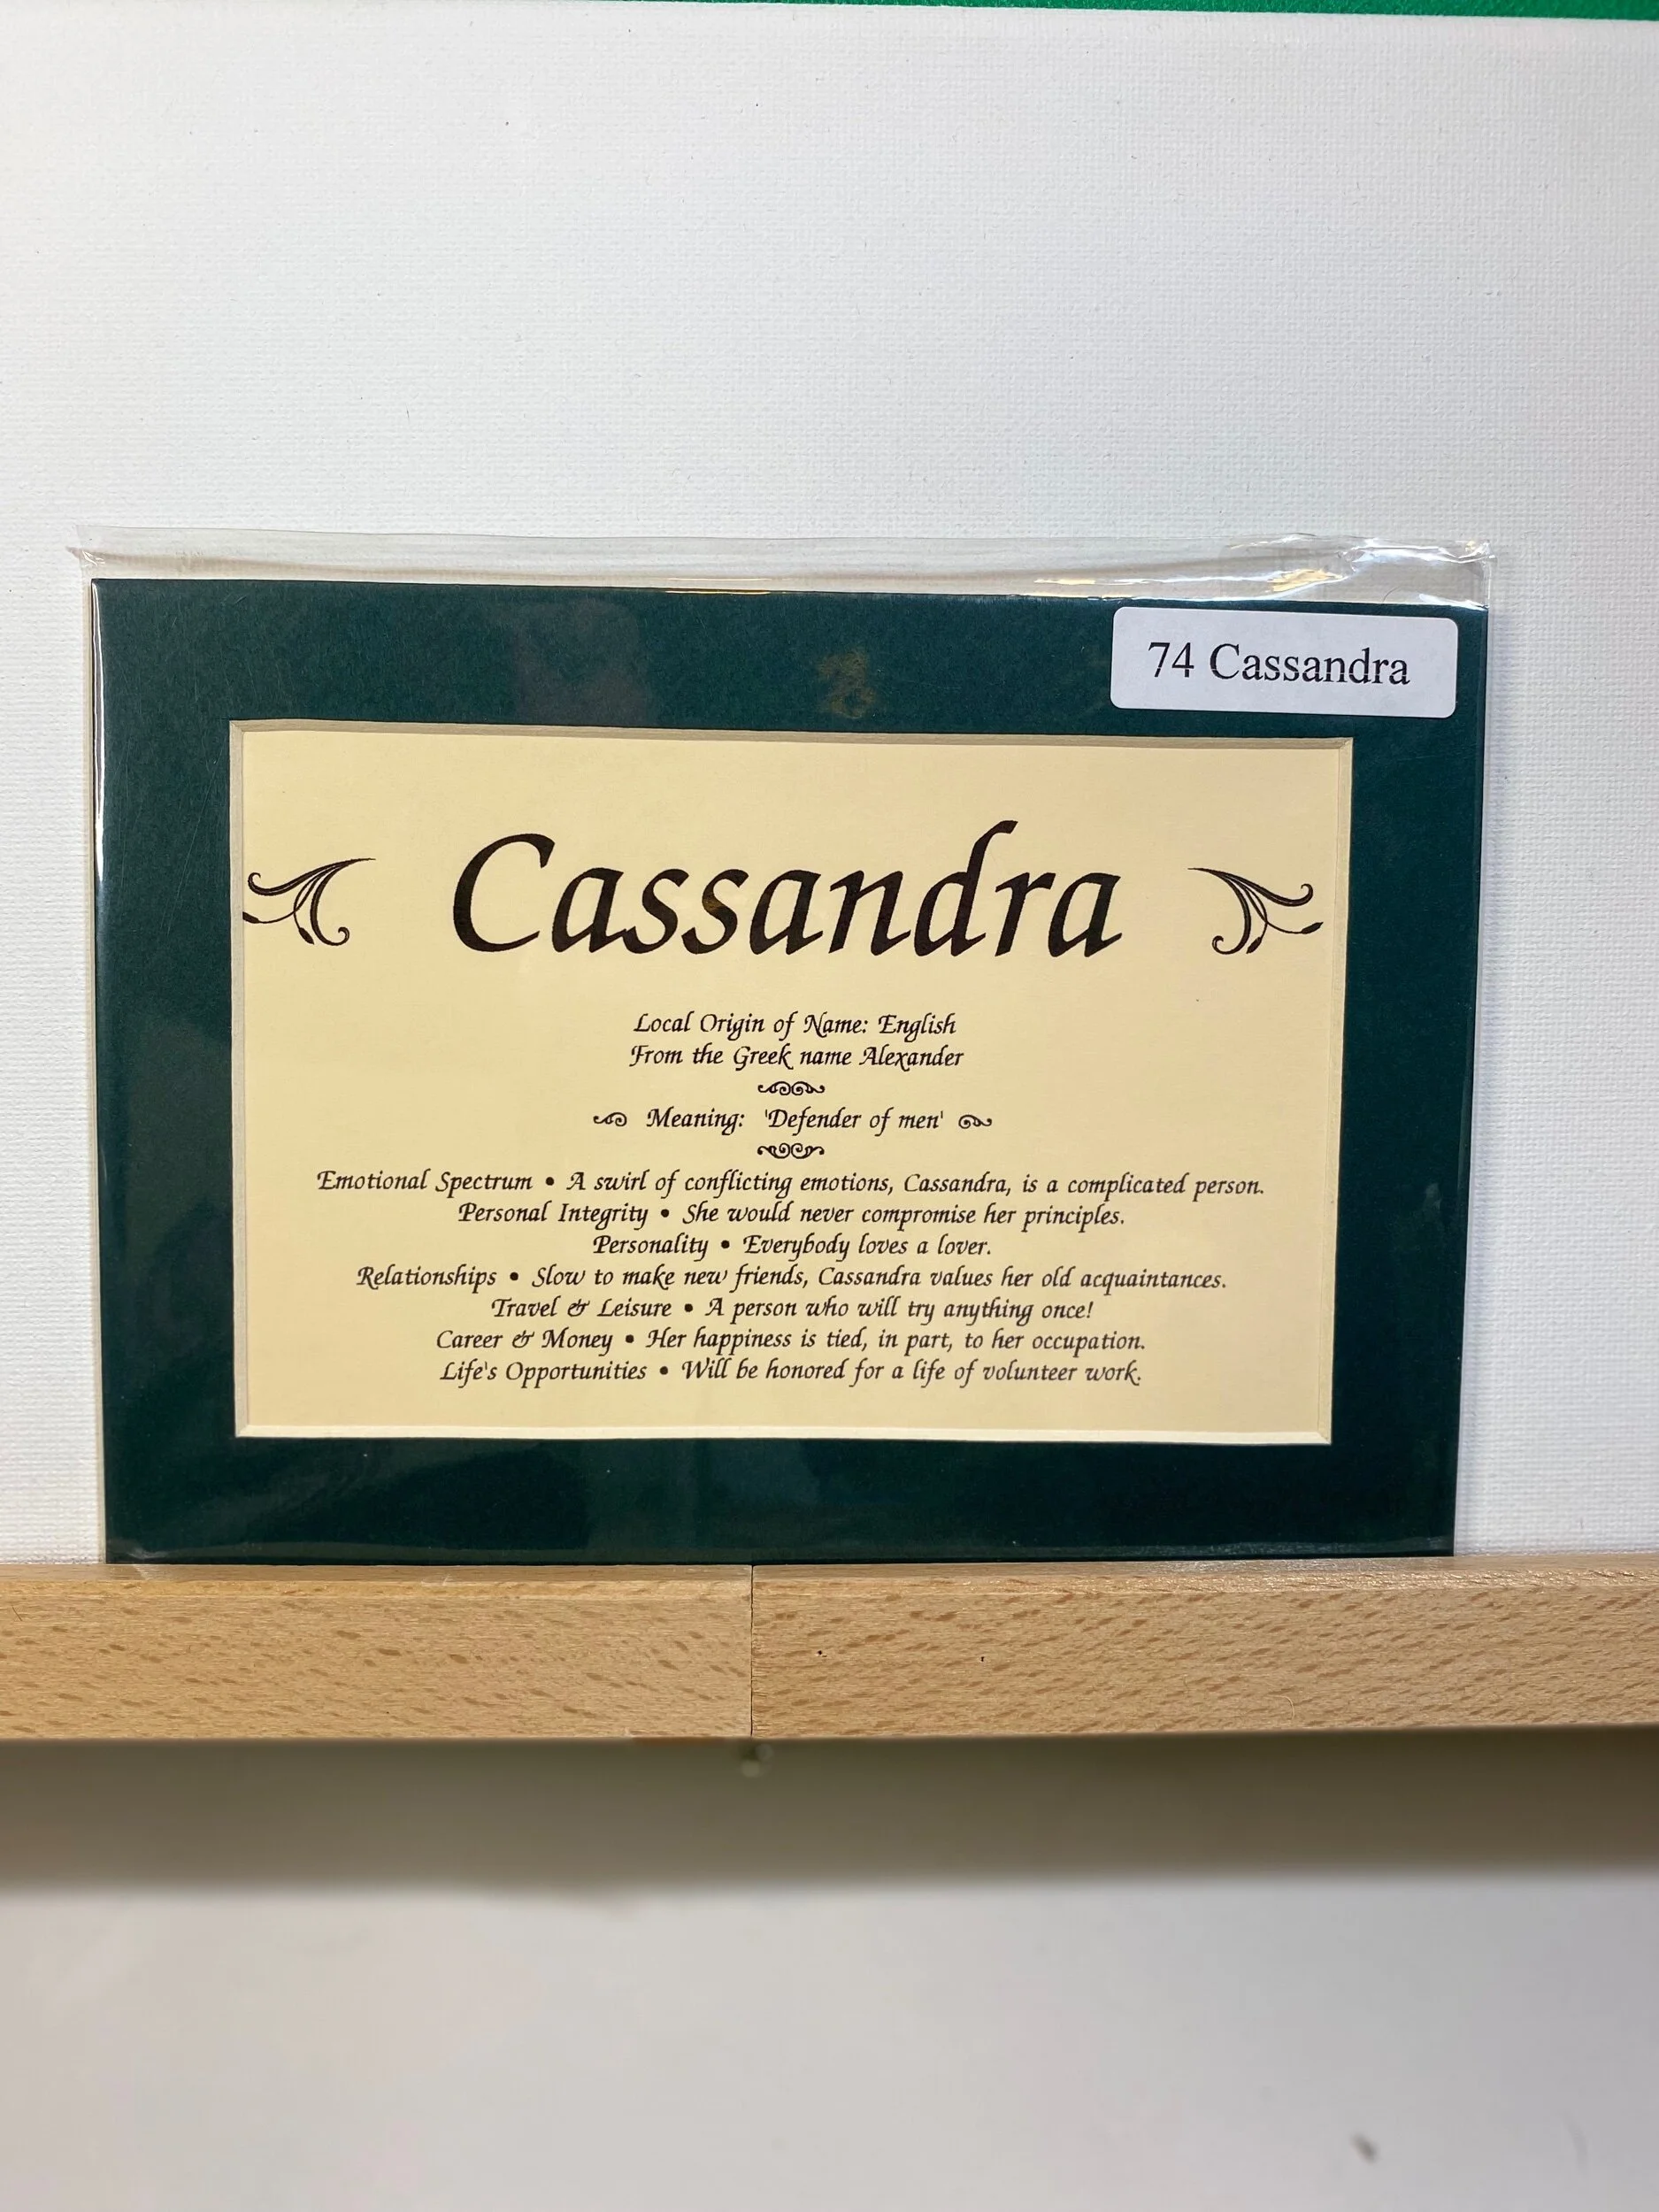 74 Cassandra
Cassandra
Local Origin of Name: English
From the Greek name Alexander
Meaning: 'Defender of men'
Emotional Spectrum • A swirl of conflicting emotions, Cassandra, is a complicated person.
Personal Integrity • She would never compromise her principles.
Personality • Everybody loves a lover.
Relationships • Slow to make new friends, Cassandra values her old acquaintances.
Travel & Leisure • A person who will try anything once!
Career & Money • Her happiness is tied, in part, to her occupation.
Life's Opportunities • Will be honored for a life of volunteer work.